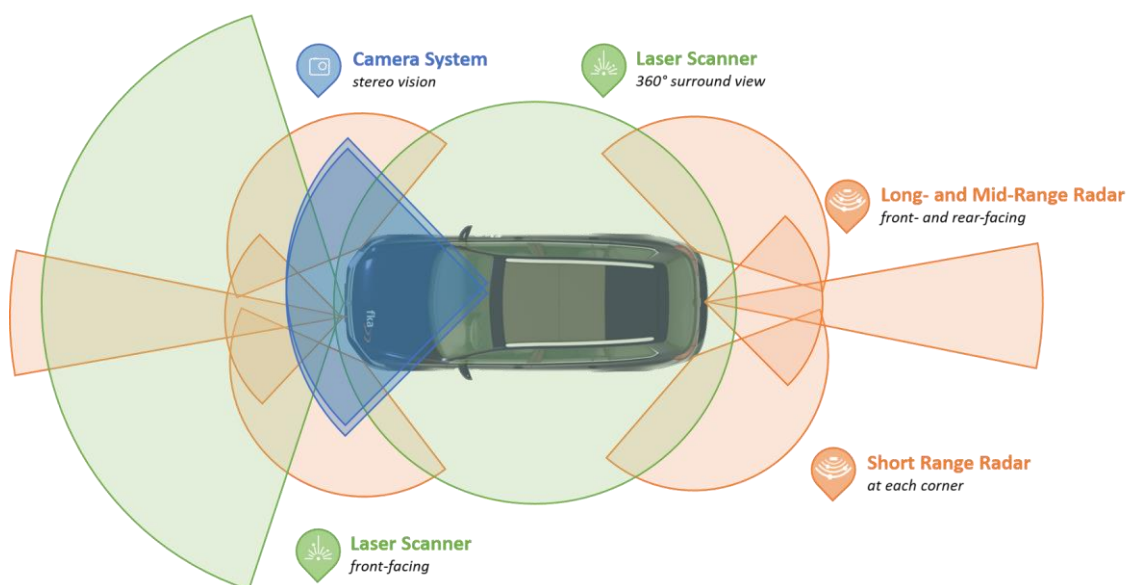 Camera System
stereo vision
Laser Scanner
360° surround view
Long- and Mid-Range Radar
front- and rear-facing
fka
Short Range Radar
at each corner
Laser Scanner
front-facing